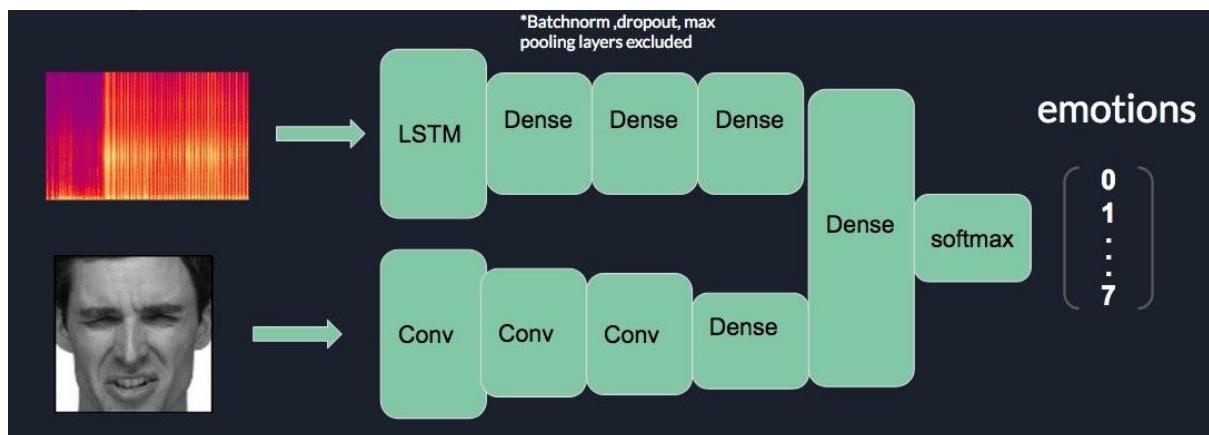 *Batchnorm ,dropout, max
pooling layers excluded
LSTM
Dense
Dense
Dense
Conv
Conv
Conv
Dense
Dense
softmax
emotions
0
1
.
.
.
7